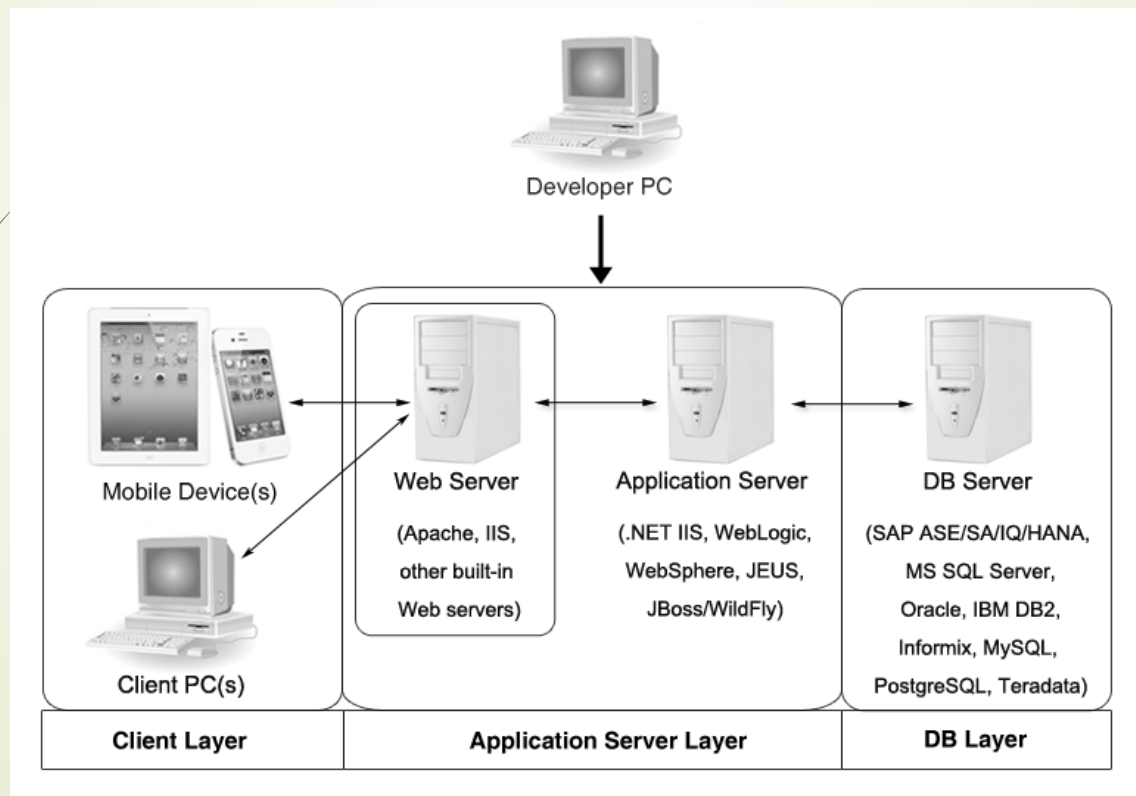 Developer PC
Mobile Device(s)
Client PC(s)
Web Server
(Apache, IIS,
other built-in
Web servers)
Application Server
(.NET IIS, WebLogic,
WebSphere, JEUS,
JBoss/WildFly)
DB Server
(SAP ASE/SA/IQ/HANA,
MS SQL Server,
Oracle, IBM DB2,
Informix, MySQL,
PostgreSQL, Teradata)
Client Layer
Application Server Layer
DB Layer